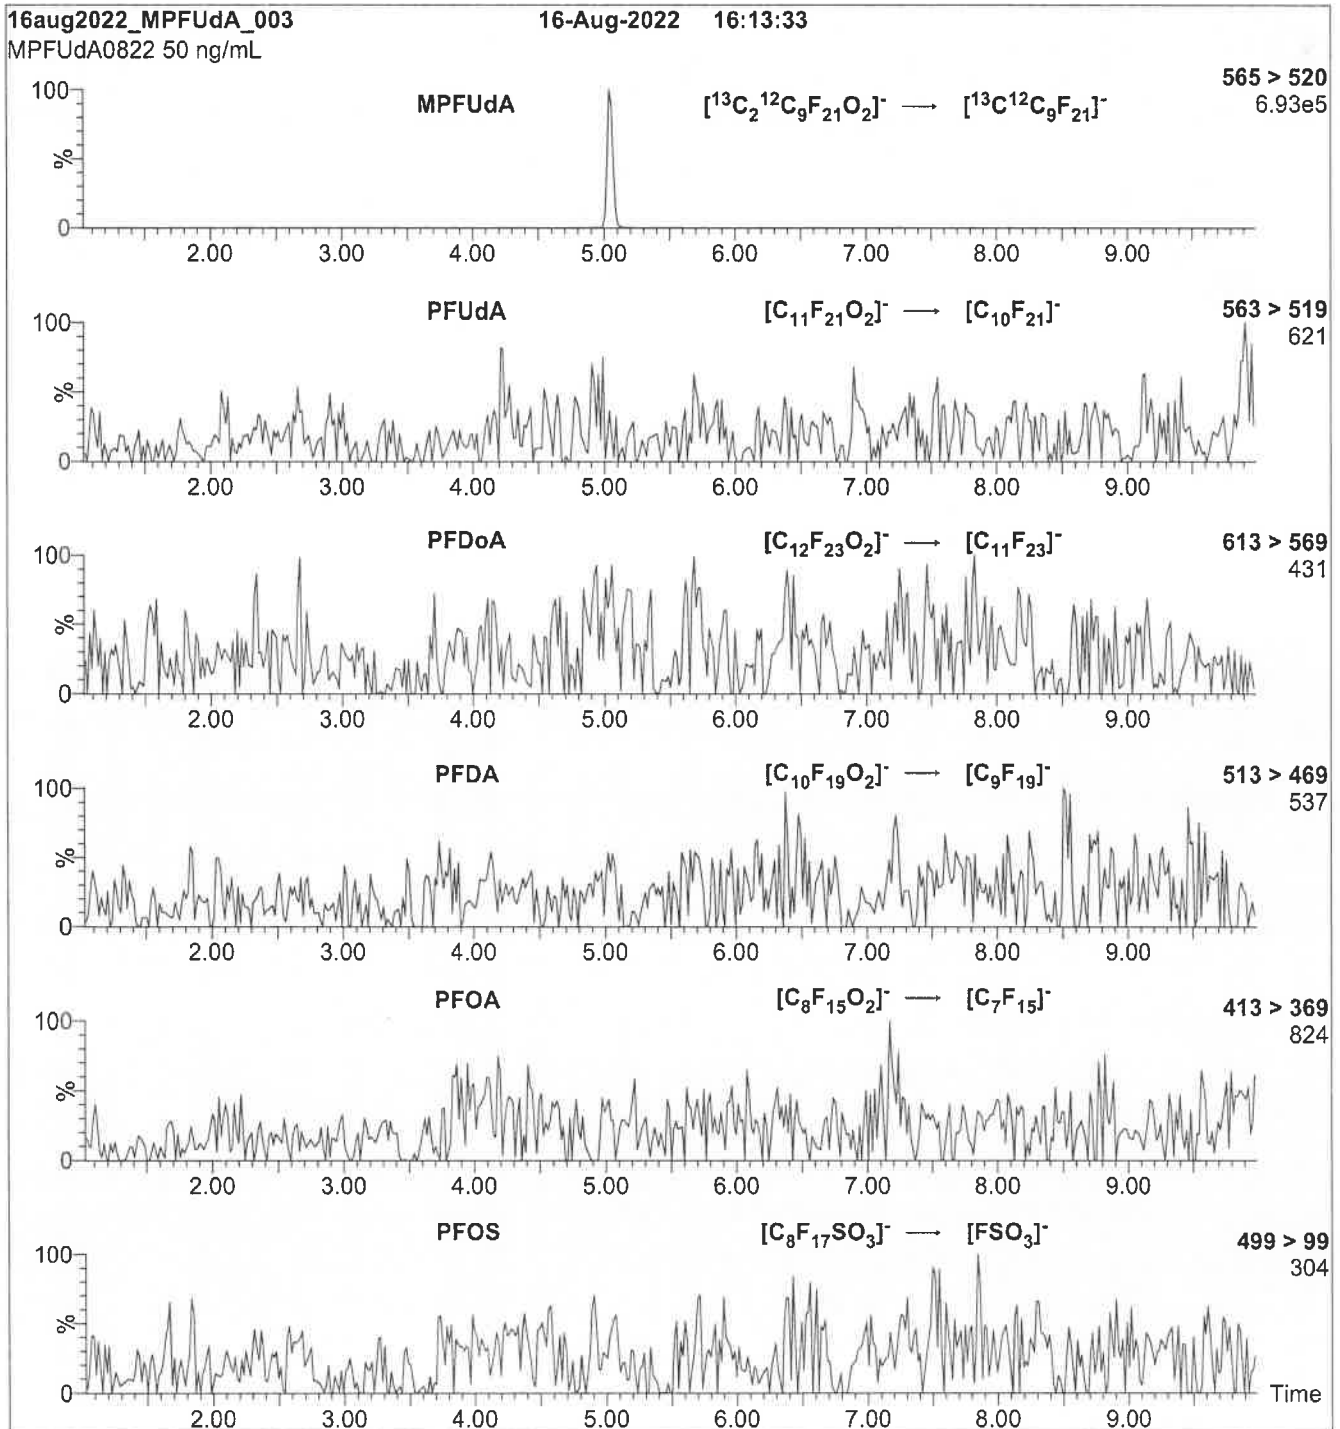 16aug2022_MPFUdA_003 16-Aug-2022 16:13:33
MPFUdA0822 50 ng/mL
565 > 520
100 MPFUdA [¹³C₂¹²C₉F₂₁O₂]⁻ → [¹³C¹²C₉F₂₁]⁻ 6.93e5
%
0
2.00 3.00 4.00 5.00 6.00 7.00 8.00 9.00
PFUdA [C₁₁F₂₁O₂]⁻ → [C₁₀F₂₁]⁻ 563 > 519
100 621
%
0
2.00 3.00 4.00 5.00 6.00 7.00 8.00 9.00
PFDoA [C₁₂F₂₃O₂]⁻ → [C₁₁F₂₃]⁻ 613 > 569
100 431
%
0
2.00 3.00 4.00 5.00 6.00 7.00 8.00 9.00
PFDA [C₁₀F₁₉O₂]⁻ → [C₉F₁₉]⁻ 513 > 469
100 537
%
0
2.00 3.00 4.00 5.00 6.00 7.00 8.00 9.00
PFOA [C₈F₁₅O₂]⁻ → [C₇F₁₅]⁻ 413 > 369
100 824
%
0
2.00 3.00 4.00 5.00 6.00 7.00 8.00 9.00
PFOS [C₈F₁₇SO₃]⁻ → [FSO₃]⁻ 499 > 99
100 304
%
0 Time
2.00 3.00 4.00 5.00 6.00 7.00 8.00 9.00